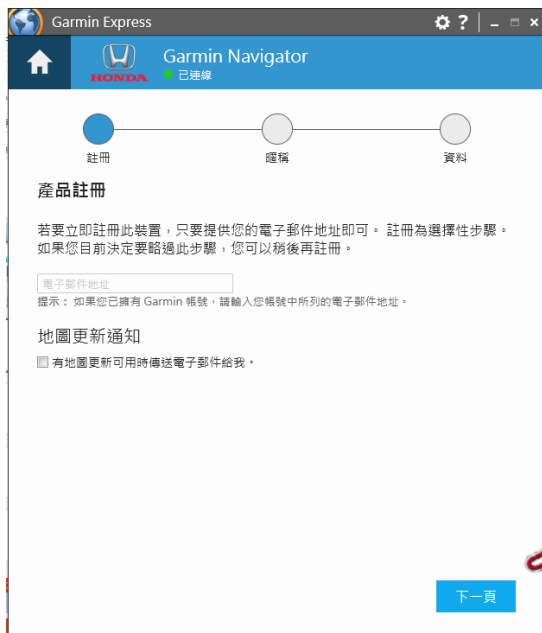 Garmin Express
HONDA
Garmin Navigator
已連線
註冊
暱稱
資料
產品註冊
若要立即註冊此裝置，只要提供您的電子郵件地址即可。 註冊為選擇性步驟。
如果您目前決定要略過此步驟，您可以稍後再註冊。
電子郵件地址
提示： 如果您已擁有 Garmin 帳號，請輸入您帳號中所列的電子郵件地址。
地圖更新通知
有地圖更新可用時傳送電子郵件給我。
下一頁